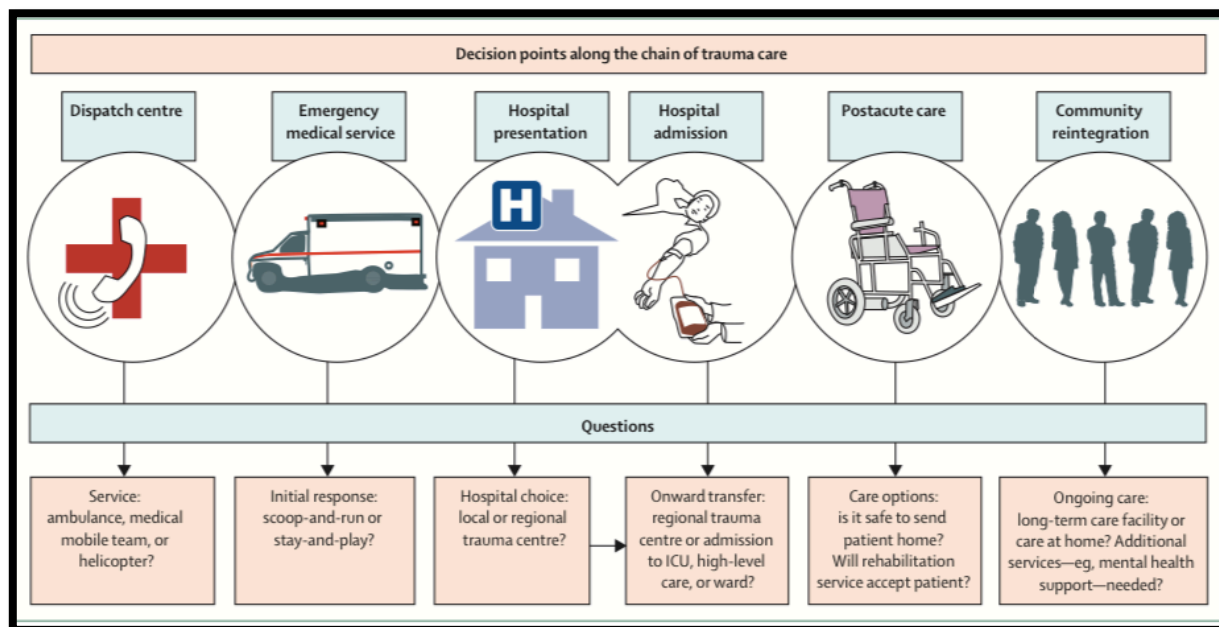 Decision points along the chain of trauma care
Dispatch centre
Emergency
medical service
Hospital
presentation
Hospital
admission
Postacute care
Community
reintegration
H
Questions
Service:
ambulance, medical
mobile team, or
helicopter?
Initial response:
scoop-and-run or
stay-and-play?
Hospital choice:
local or regional
trauma centre?
Onward transfer:
regional trauma
centre or admission
to ICU, high-level
care, or ward?
Care options:
is it safe to send
patient home?
Will rehabilitation
service accept patient?
Ongoing care:
long-term care facility or
care at home? Additional
services—eg, mental health
support—needed?